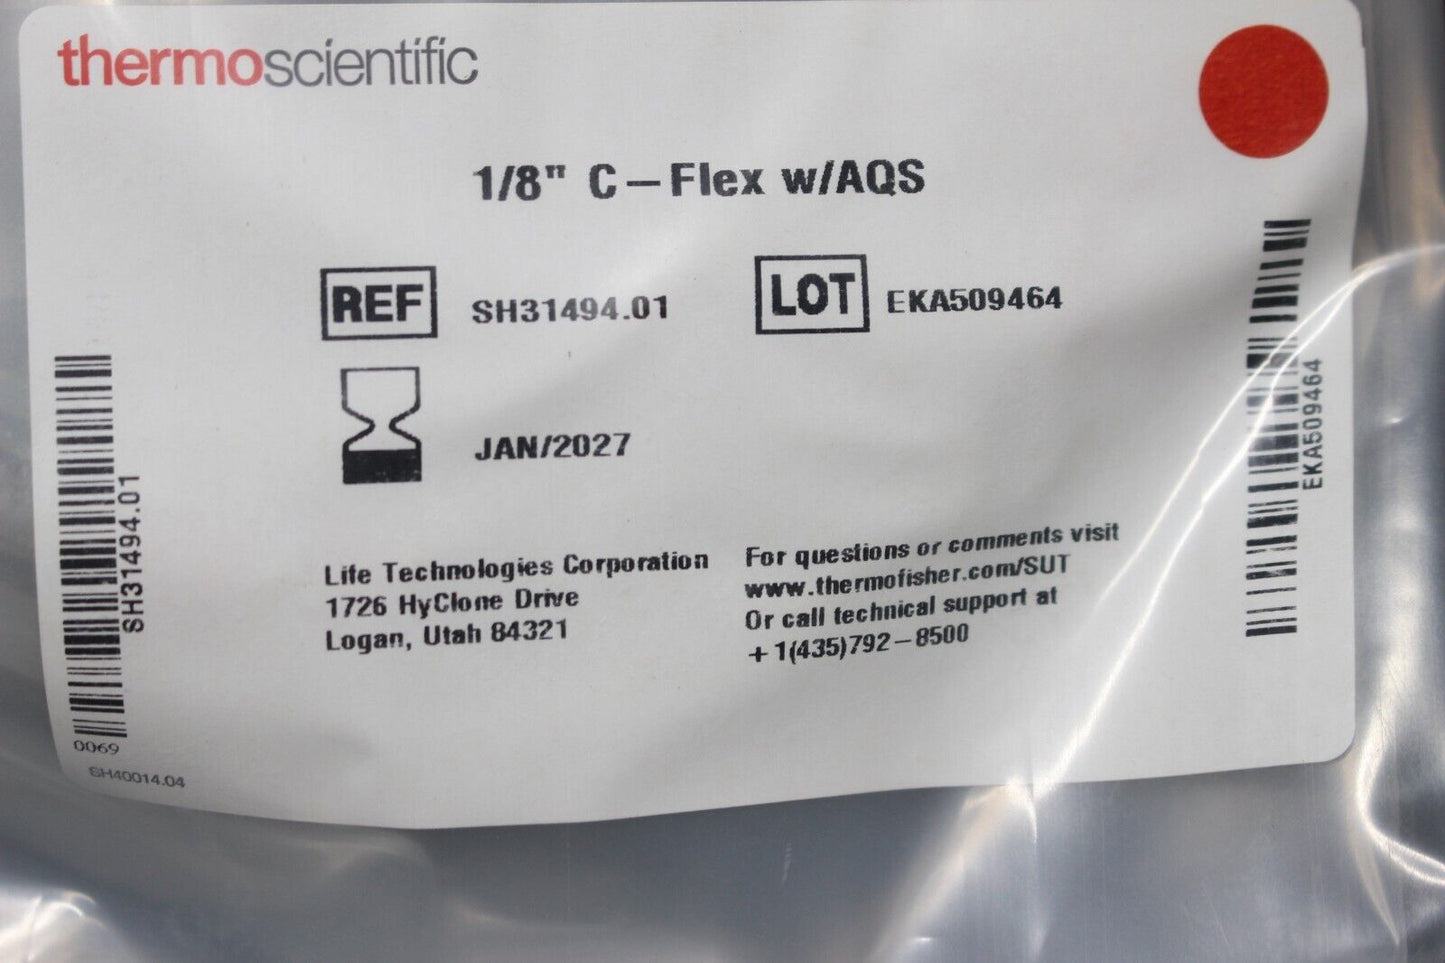 thermoscientific
1/8" C-Flex w/AQS
REF SH31494.01
LOT EKA509464
JAN/2027
Life Technologies Corporation
1726 HyClone Drive
Logan, Utah 84321
For questions or comments visit
www.thermofisher.com/SUT
Or call technical support at
+1(435)792-8500
SH31494.01
0069
SH40014.04
EKA509464